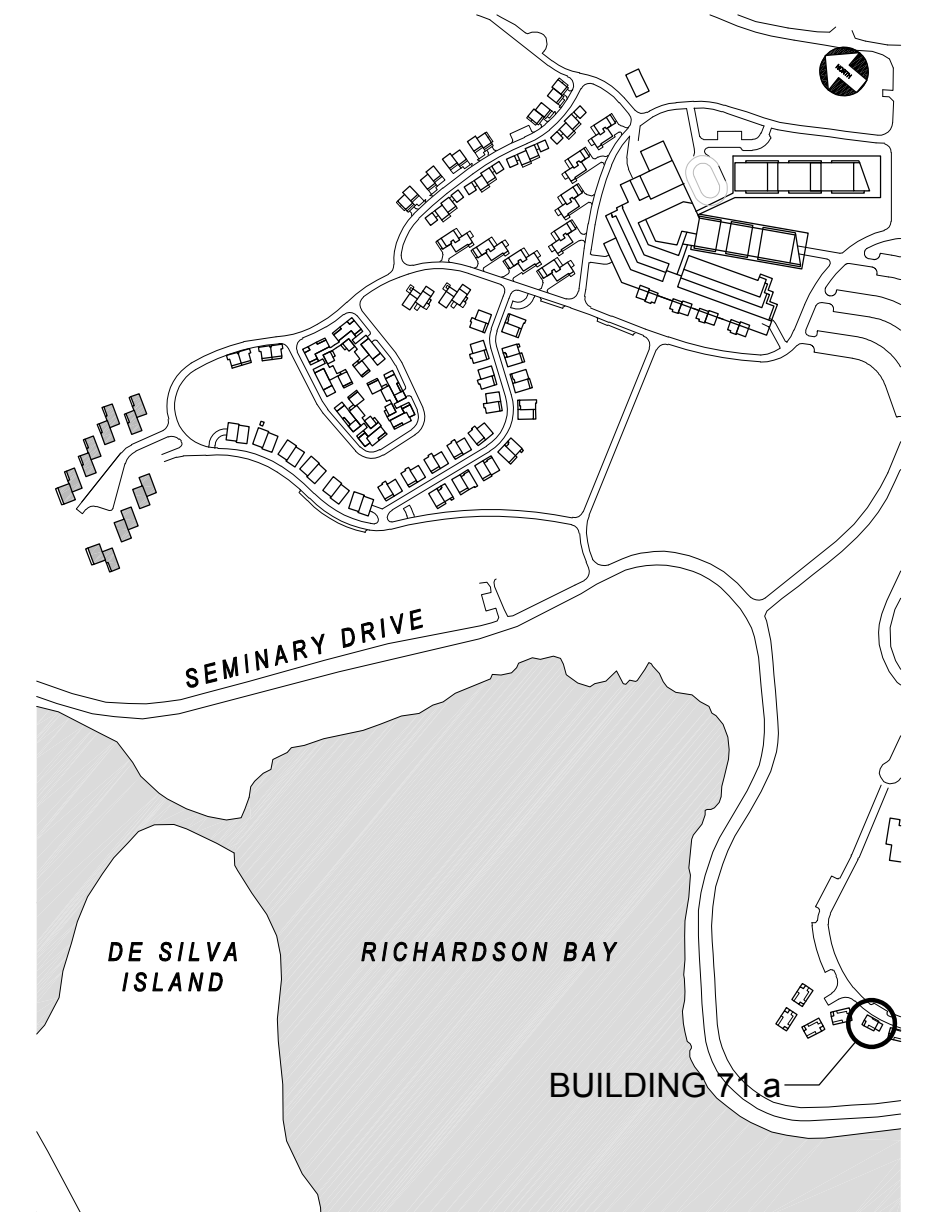 NORTH
SEMINARY DRIVE
DE SILVA
ISLAND
RICHARDSON BAY
BUILDING 71.a